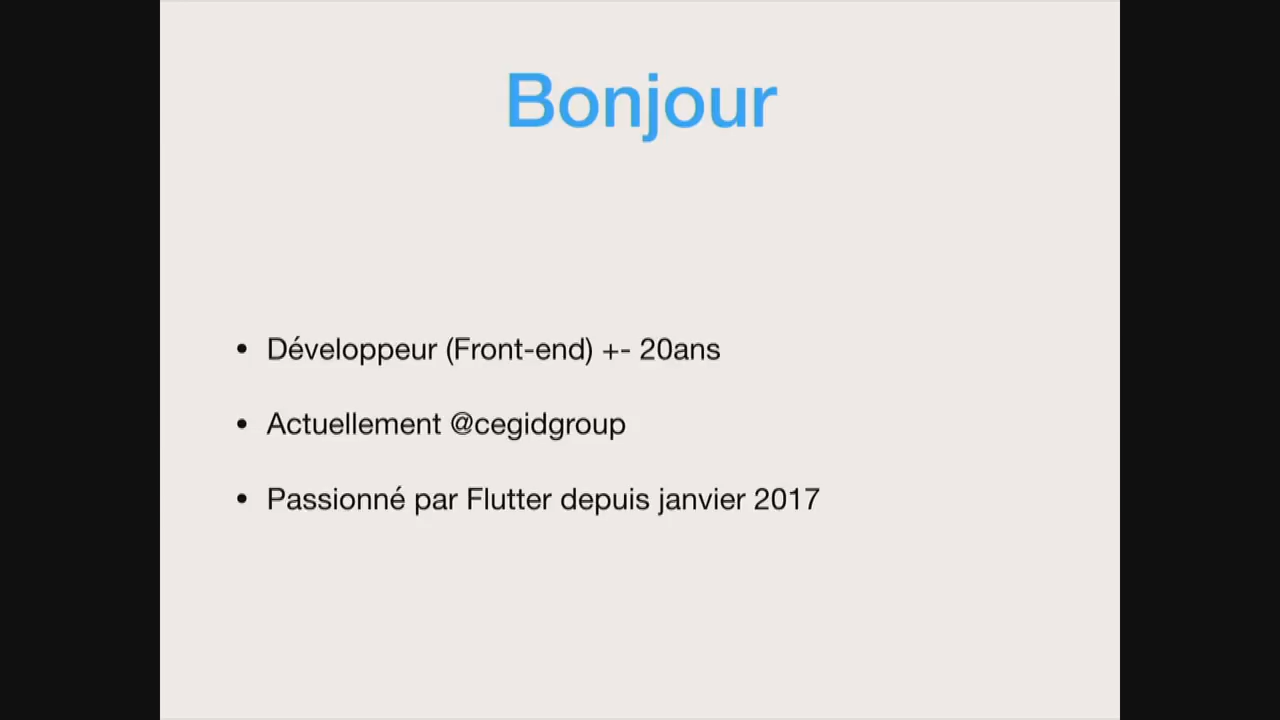 Bonjour
• Développeur (Front-end) +- 20ans
• Actuellement @cegidgroup
• Passionné par Flutter depuis janvier 2017